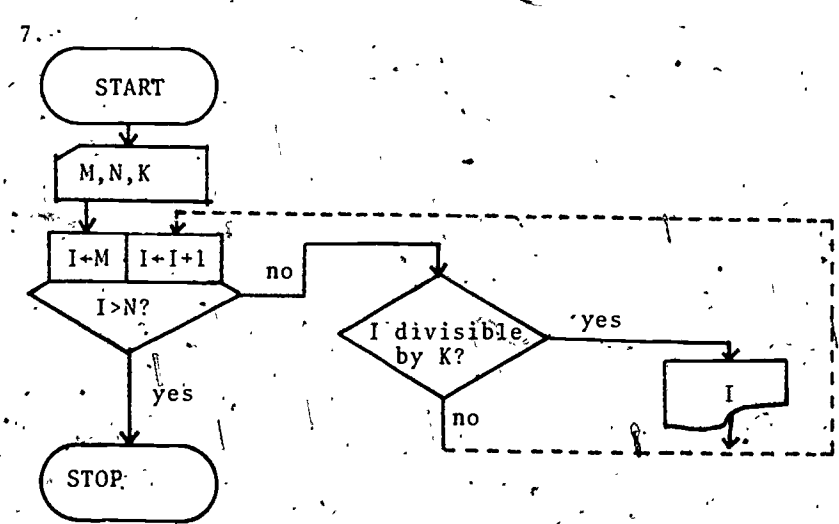 7.
START
M,N,K
I←M I←I+1
no
I>N?
I divisible
by K?
yes
I
yes
no
STOP